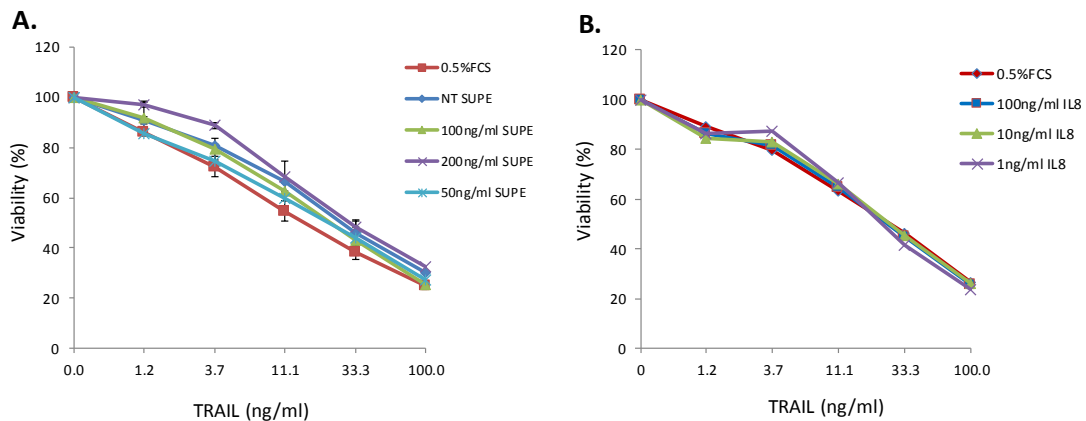 A.
120
100
80
60
40
20
0
Viability (%)
0.0 1.2 3.7 11.1 33.3 100.0
TRAIL (ng/ml)
0.5%FCS
NT SUPE
100ng/ml SUPE
200ng/ml SUPE
50ng/ml SUPE
B.
120
100
80
60
40
20
0
Viability (%)
0 1.2 3.7 11.1 33.3 100.0
TRAIL (ng/ml)
0.5%FCS
100ng/ml IL8
10ng/ml IL8
1ng/ml IL8